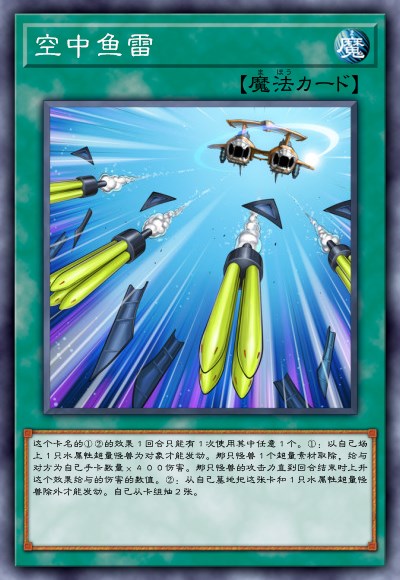 空中鱼雷
魔
【魔法カード】
ま ほう
这个卡名的①②的效果1回合只能有1次使用其中任意1个。①：以自己场
上1只水属性超量怪兽为对象才能发动。那只怪兽1个超量素材取除，给与
对方为自己手卡数量×400伤害。那只怪兽的攻击力直到回合结束时上升
这个效果给与的伤害的数值。②：从自己墓地把这张卡和1只水属性超量怪
兽除外才能发动。自己从卡组抽2张。